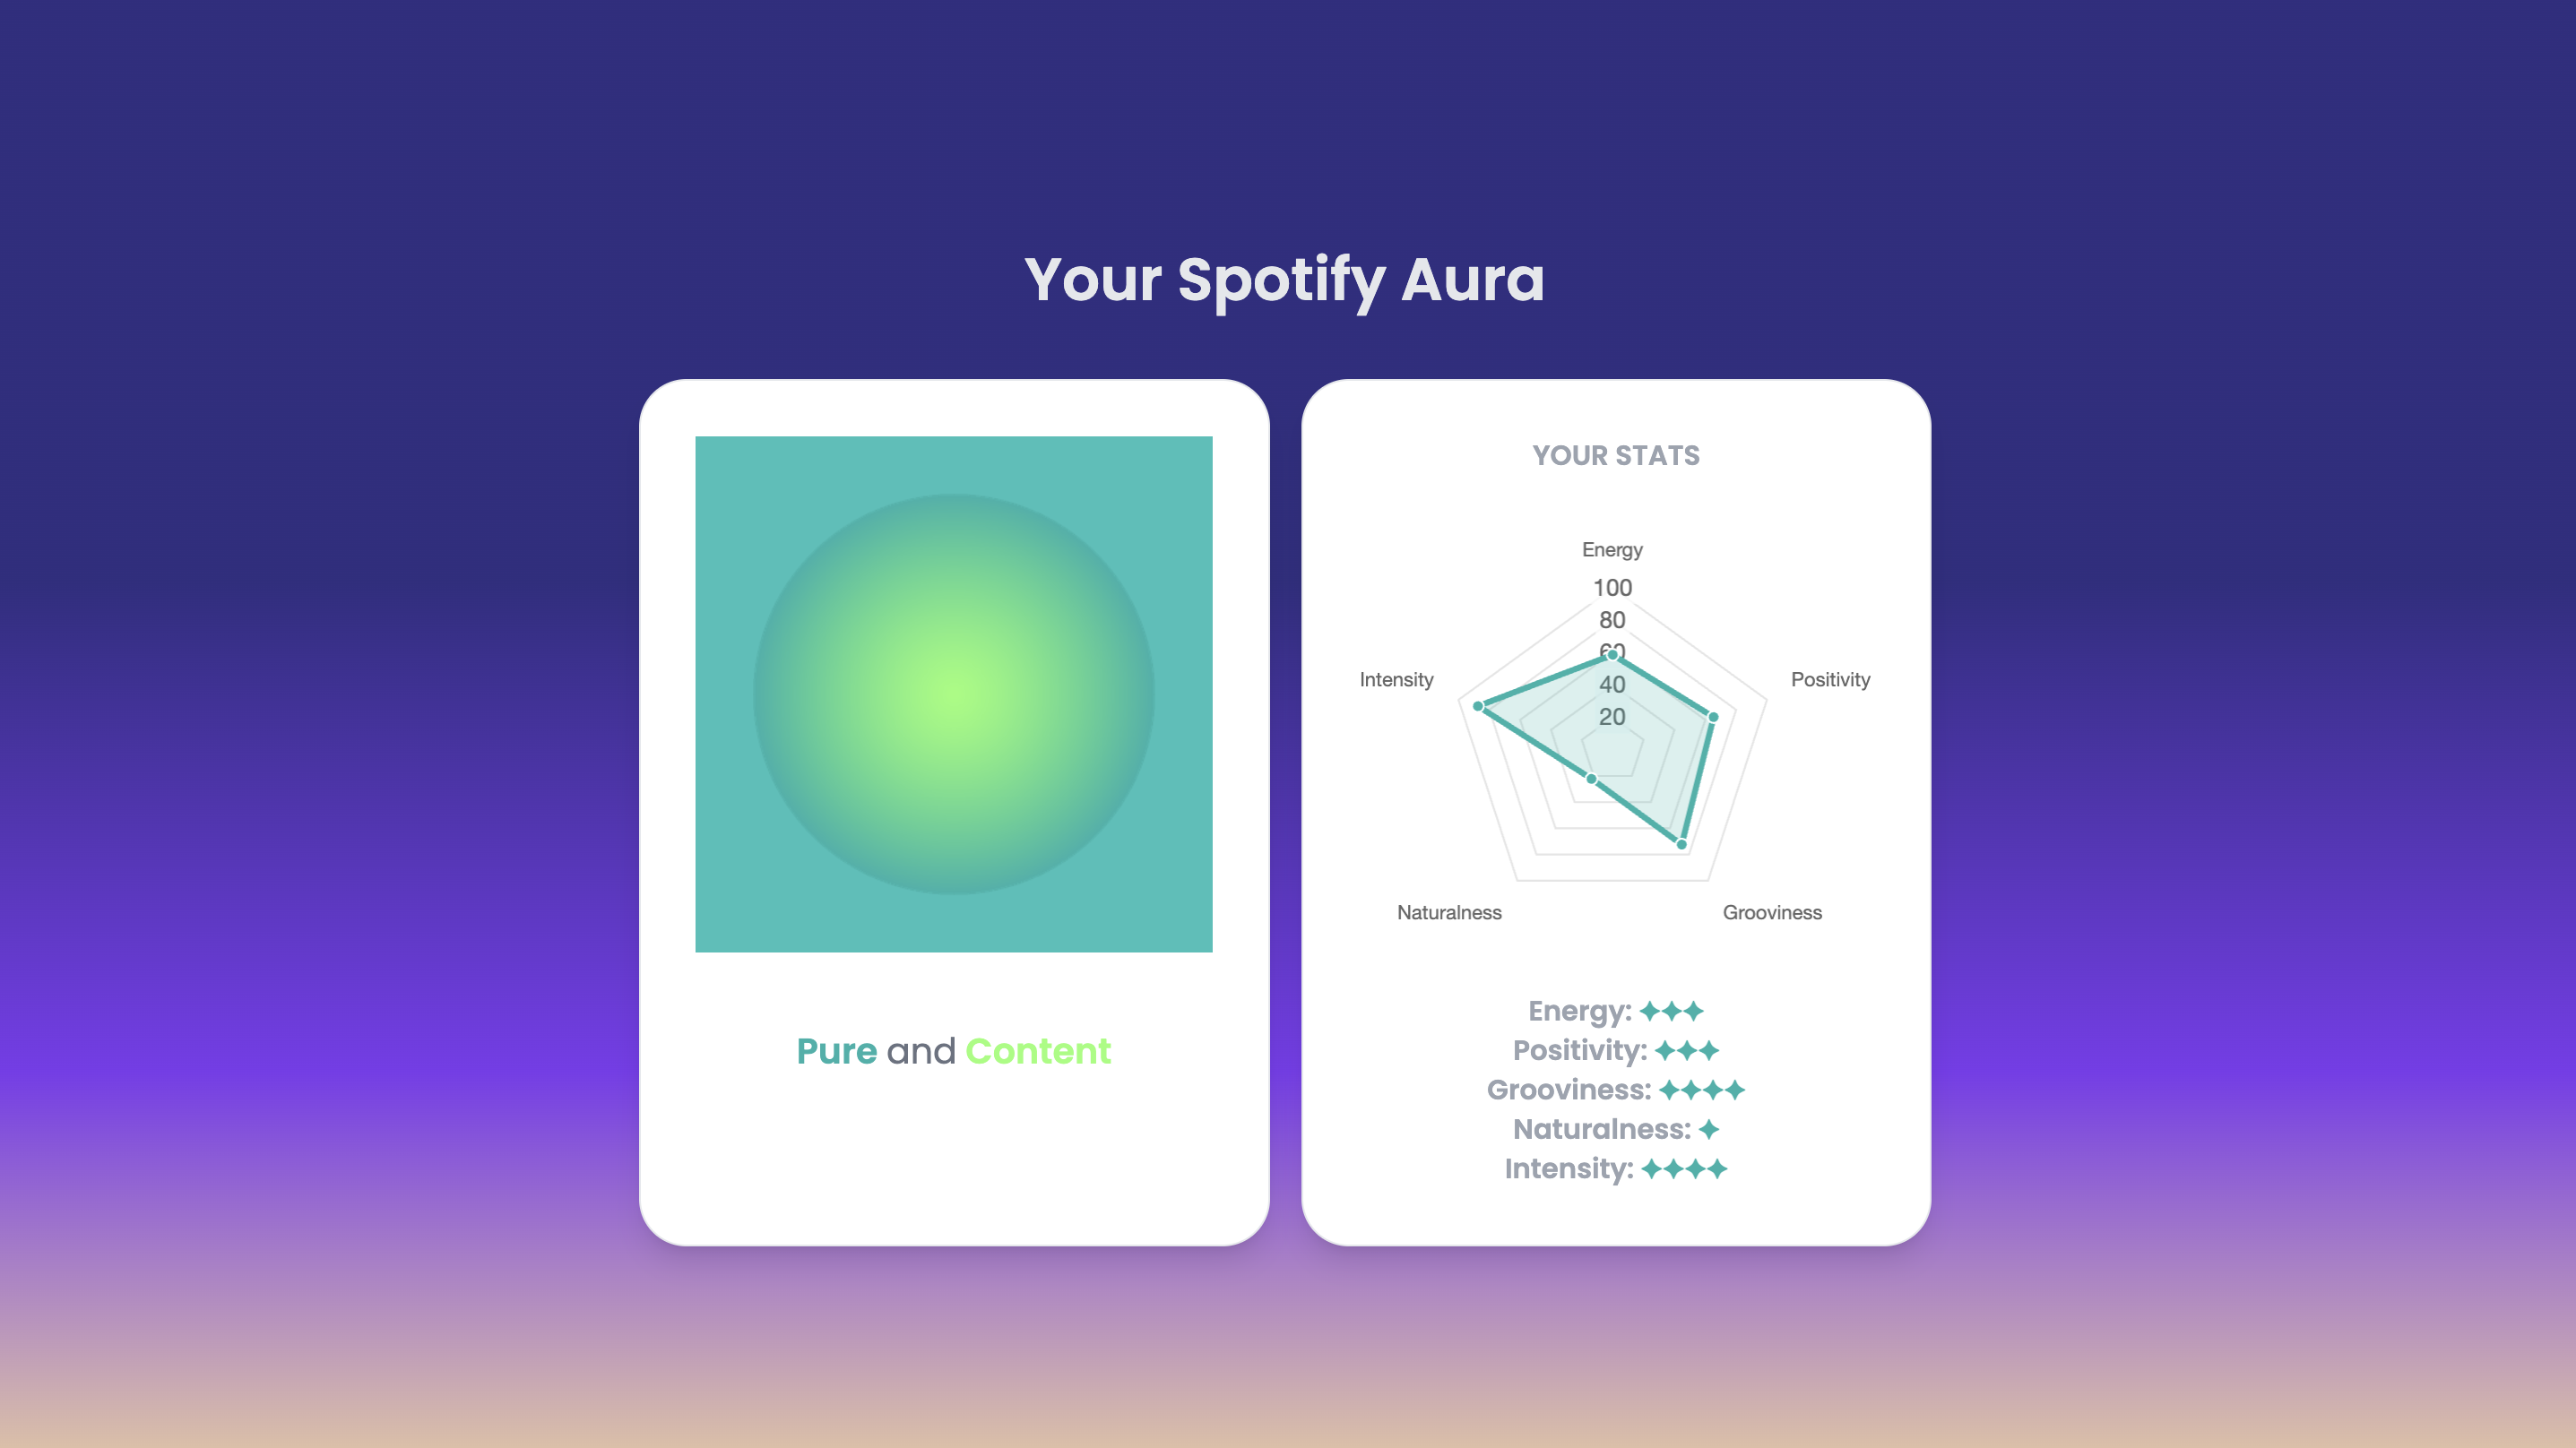 Your Spotify Aura
Pure and Content
YOUR STATS
Energy
100
80
60
40
20
Intensity
Positivity
Naturalness
Grooviness
Energy: ✦✦✦
Positivity: ✦✦✦
Grooviness: ✦✦✦✦
Naturalness: ✦
Intensity: ✦✦✦✦